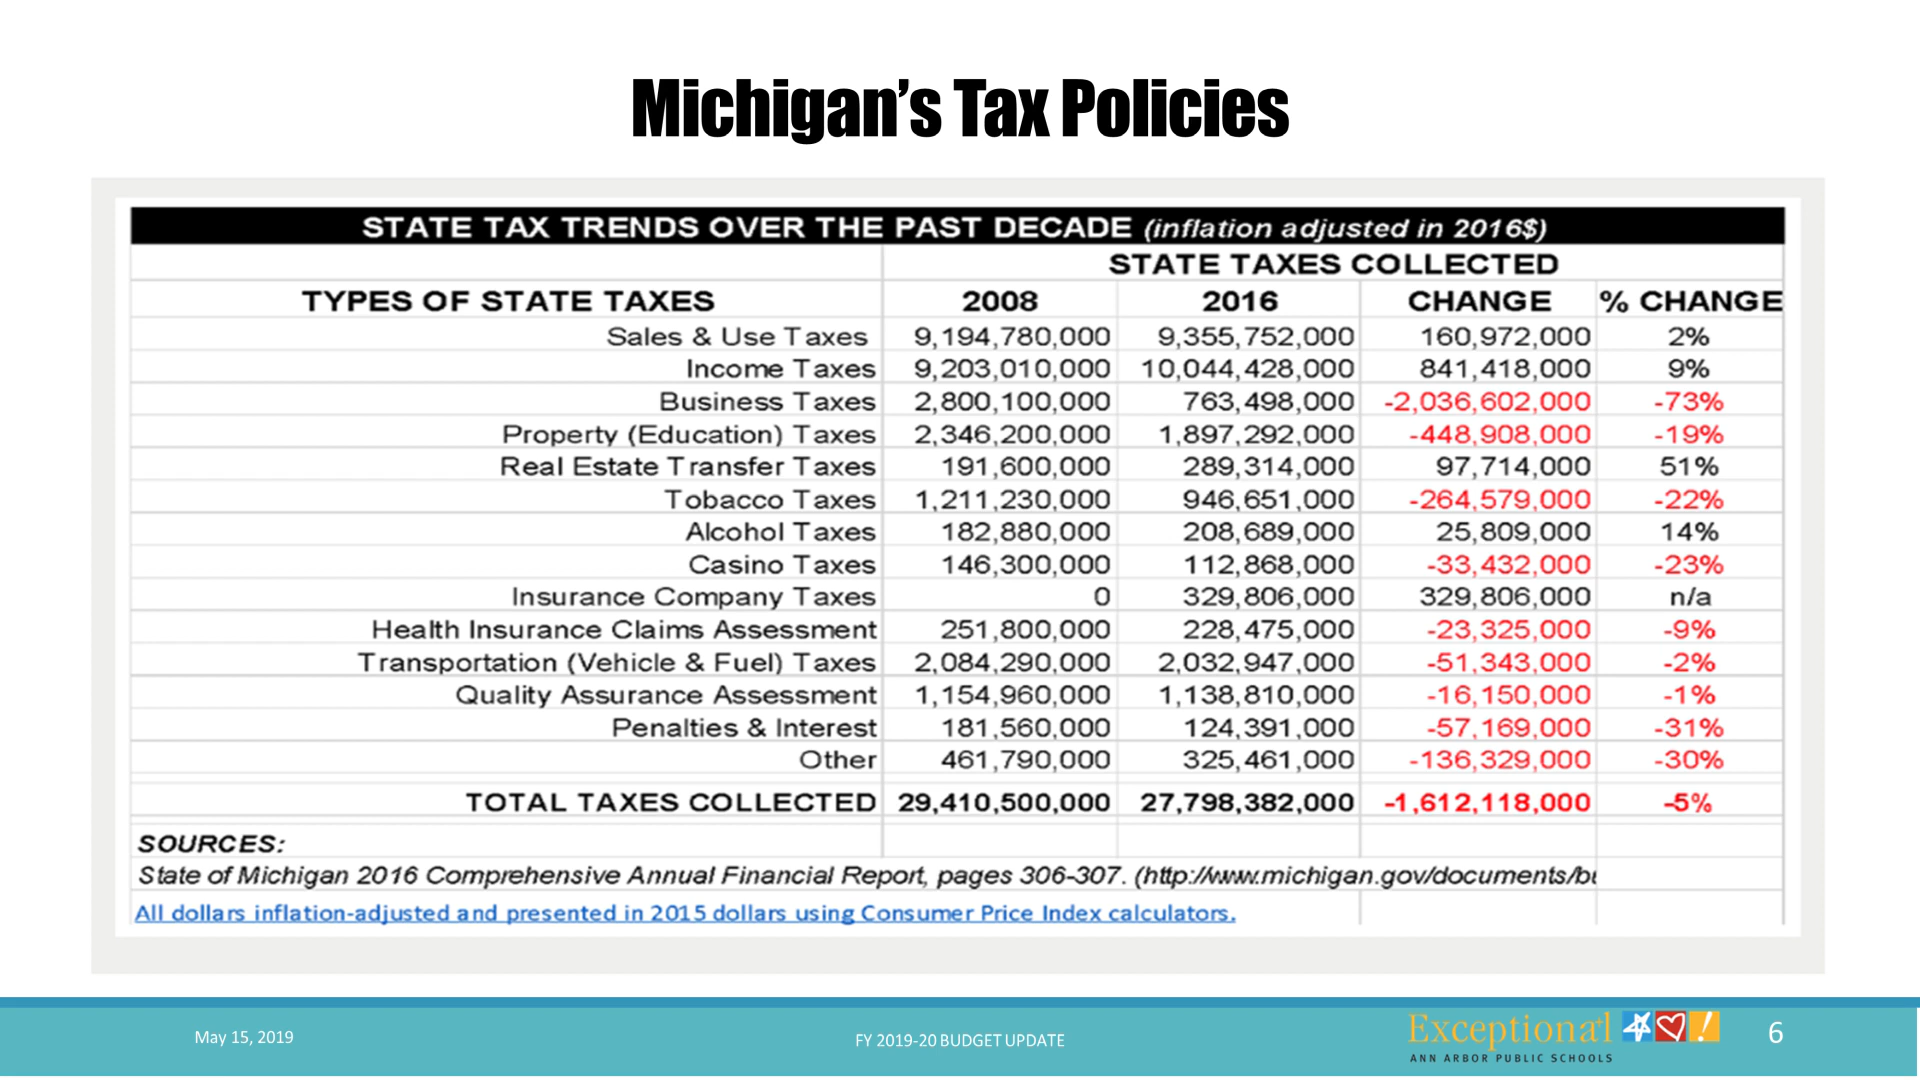 Michigan’s Tax Policies
STATE TAX TRENDS OVER THE PAST DECADE (inflation adjusted in 2016$)
STATE TAXES COLLECTED
TYPES OF STATE TAXES 2008 2016 CHANGE % CHANGE
Sales & Use Taxes 9,194,780,000 9,355,752,000 160,972,000 2%
Income Taxes 9,203,010,000 10,044,428,000 841,418,000 9%
Business Taxes 2,800,100,000 763,498,000 -2,036,602,000 -73%
Property (Education) Taxes 2,346,200,000 1,897,292,000 -448,908,000 -19%
Real Estate Transfer Taxes 191,600,000 289,314,000 97,714,000 51%
Tobacco Taxes 1,211,230,000 946,651,000 -264,579,000 -22%
Alcohol Taxes 182,880,000 208,689,000 25,809,000 14%
Casino Taxes 146,300,000 112,868,000 -33,432,000 -23%
Insurance Company Taxes 0 329,806,000 329,806,000 n/a
Health Insurance Claims Assessment 251,800,000 228,475,000 -23,325,000 -9%
Transportation (Vehicle & Fuel) Taxes 2,084,290,000 2,032,947,000 -51,343,000 -2%
Quality Assurance Assessment 1,154,960,000 1,138,810,000 -16,150,000 -1%
Penalties & Interest 181,560,000 124,391,000 -57,169,000 -31%
Other 461,790,000 325,461,000 -136,329,000 -30%
TOTAL TAXES COLLECTED 29,410,500,000 27,798,382,000 -1,612,118,000 -5%
SOURCES:
State of Michigan 2016 Comprehensive Annual Financial Report, pages 306-307. (http://www.michigan.gov/documents/bu
All dollars inflation-adjusted and presented in 2015 dollars using Consumer Price Index calculators.
May 15, 2019
FY 2019-20 BUDGET UPDATE
Exceptional
ANN ARBOR PUBLIC SCHOOLS
6